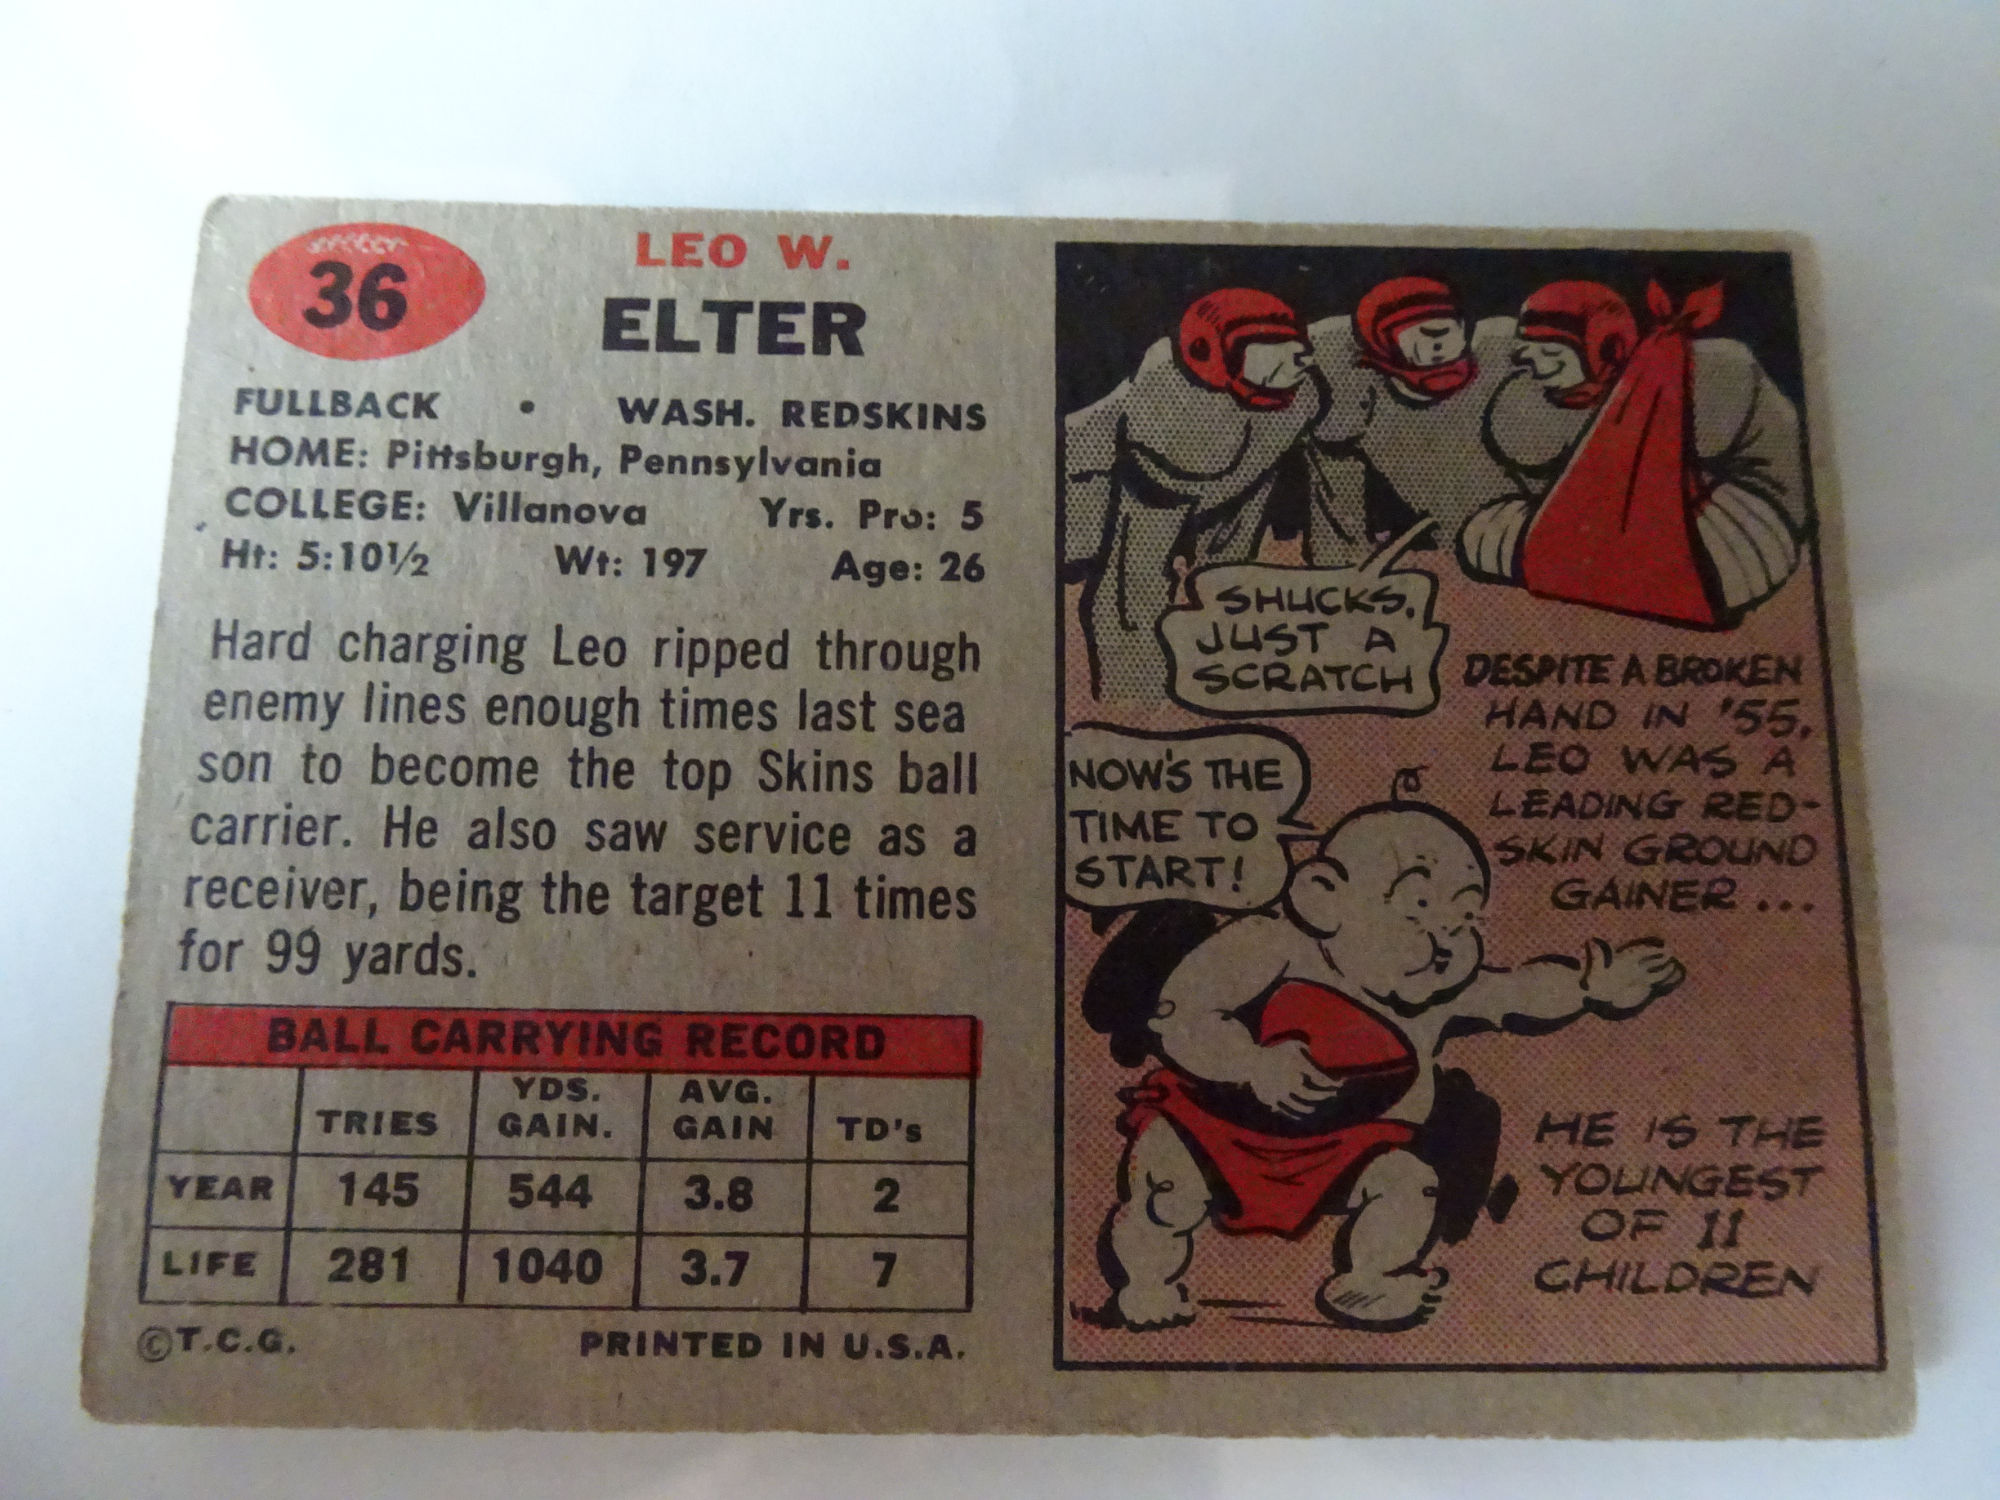 36
LEO W.
ELTER
FULLBACK • WASH. REDSKINS
HOME: Pittsburgh, Pennsylvania
COLLEGE: Villanova Yrs. Pro: 5
Ht: 5:10½ Wt: 197 Age: 26
Hard charging Leo ripped through
enemy lines enough times last sea
son to become the top Skins ball
carrier. He also saw service as a
receiver, being the target 11 times
for 99 yards.
BALL CARRYING RECORD
TRIES YDS. GAIN. AVG. GAIN TD's
YEAR 145 544 3.8 2
LIFE 281 1040 3.7 7
©T.C.G. PRINTED IN U.S.A.
SHUCKS,
JUST A
SCRATCH
DESPITE A BROKEN
HAND IN '55,
LEO WAS A
LEADING RED-
SKIN GROUND
GAINER ...
NOW'S THE
TIME TO
START!
HE IS THE
YOUNGEST
OF 11
CHILDREN